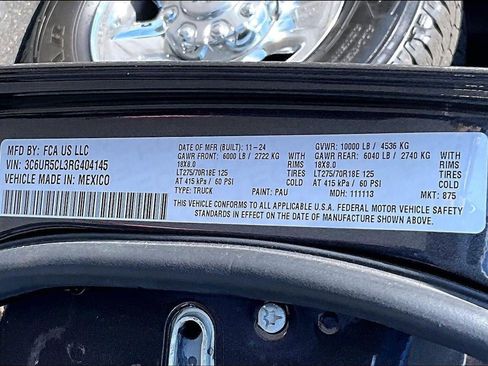 MFD BY: FCA US LLC
VIN: 3C6UR5CL3RG404145
VEHICLE MADE IN: MEXICO
DATE OF MFR (BUILT): 11-24
GVWR: 10000 LB / 4536 KG
GAWR FRONT: 6000 LB / 2722 KG WITH
GAWR REAR: 6040 LB / 2740 KG WITH
18X8.0 RIMS
18X8.0 RIMS
LT275/70R18E 125 TIRES
LT275/70R18E 125 TIRES
AT 415 kPa / 60 PSI COLD
AT 415 kPa / 60 PSI COLD
TYPE: TRUCK PAINT: PAU MDH: 111113 MKT: 875
THIS VEHICLE CONFORMS TO ALL APPLICABLE U.S.A. FEDERAL MOTOR VEHICLE SAFETY
STANDARDS IN EFFECT ON THE DATE OF MANUFACTURE SHOWN ABOVE.